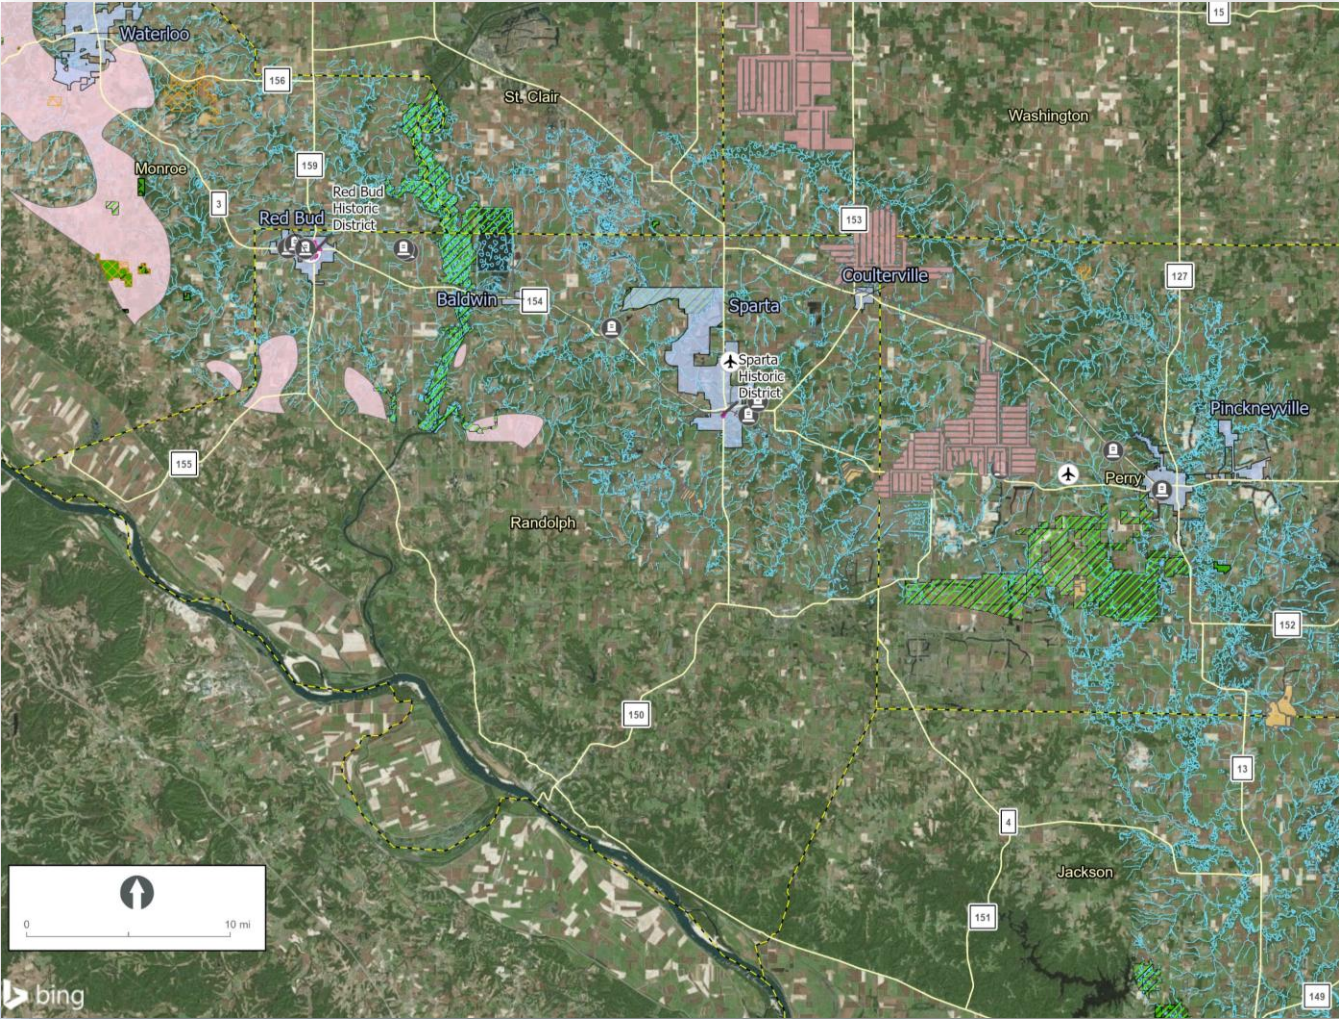 15
Waterloo
156
St. Clair
Washington
159
Monroe
Red Bud
Historic
District
3
Red Bud
153
Coulterville
127
Baldwin
154
Sparta
Sparta
Historic
District
Pinckneyville
155
Perry
Randolph
152
150
13
4
Jackson
151
0
10 mi
149
bing